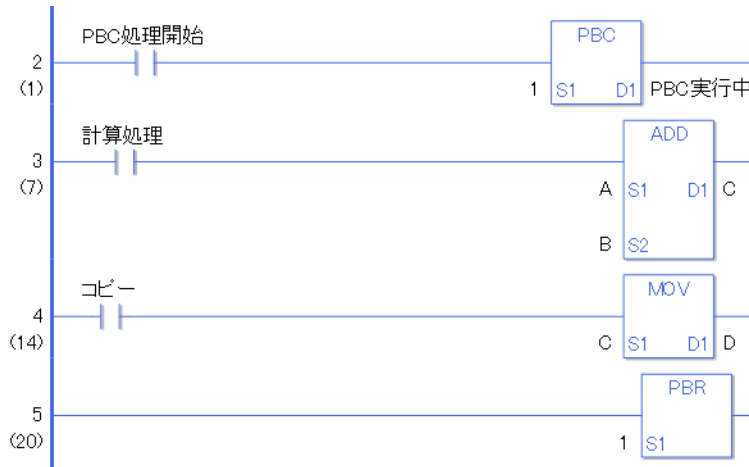 PBC処理開始
PBC
2
(1)
1 S1 D1 PBC実行中
計算処理
ADD
3
(7)
A S1 D1 C
B S2
コピー
MOV
4
(14)
C S1 D1 D
PBR
5
(20)
1 S1